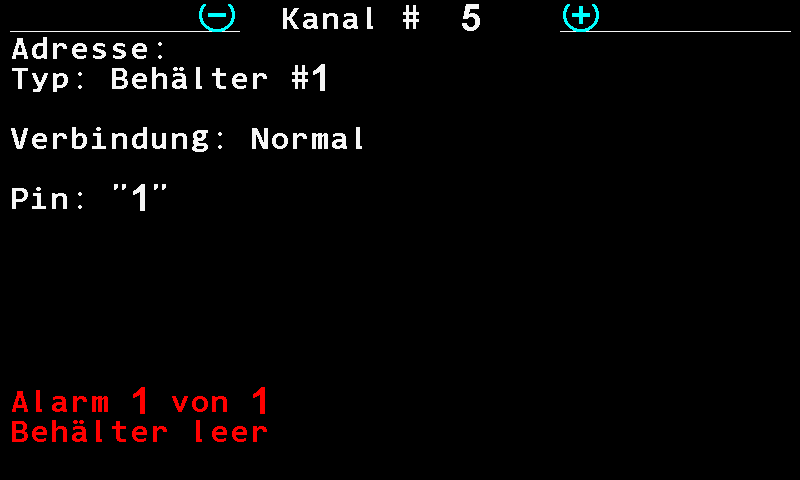 ⊖ Kanal # 5 ⊕
Adresse:
Typ: Behälter #1
Verbindung: Normal
Pin: "1"
Alarm 1 von 1
Behälter leer